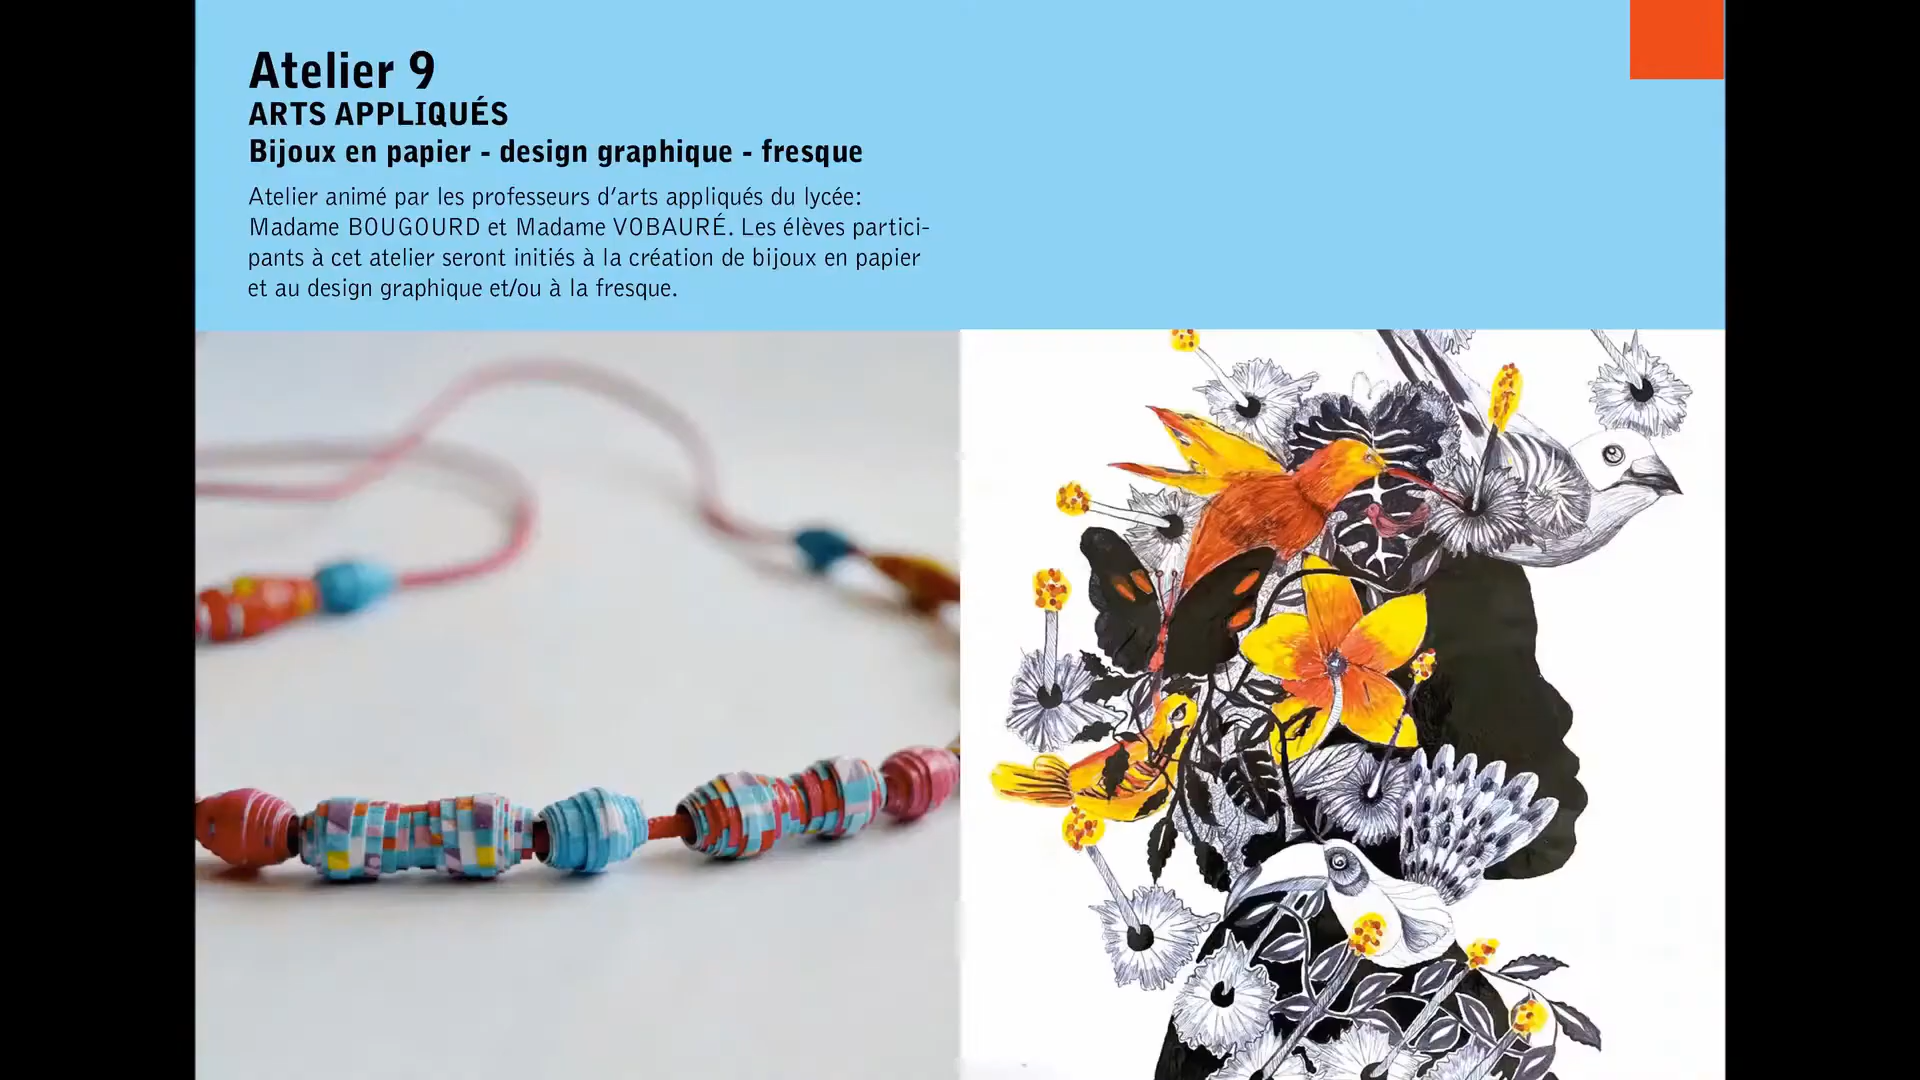 Atelier 9
ARTS APPLIQUÉS
Bijoux en papier - design graphique - fresque
Atelier animé par les professeurs d’arts appliqués du lycée:
Madame BOUGOURD et Madame VOBAURÉ. Les élèves partici-
pants à cet atelier seront initiés à la création de bijoux en papier
et au design graphique et/ou à la fresque.